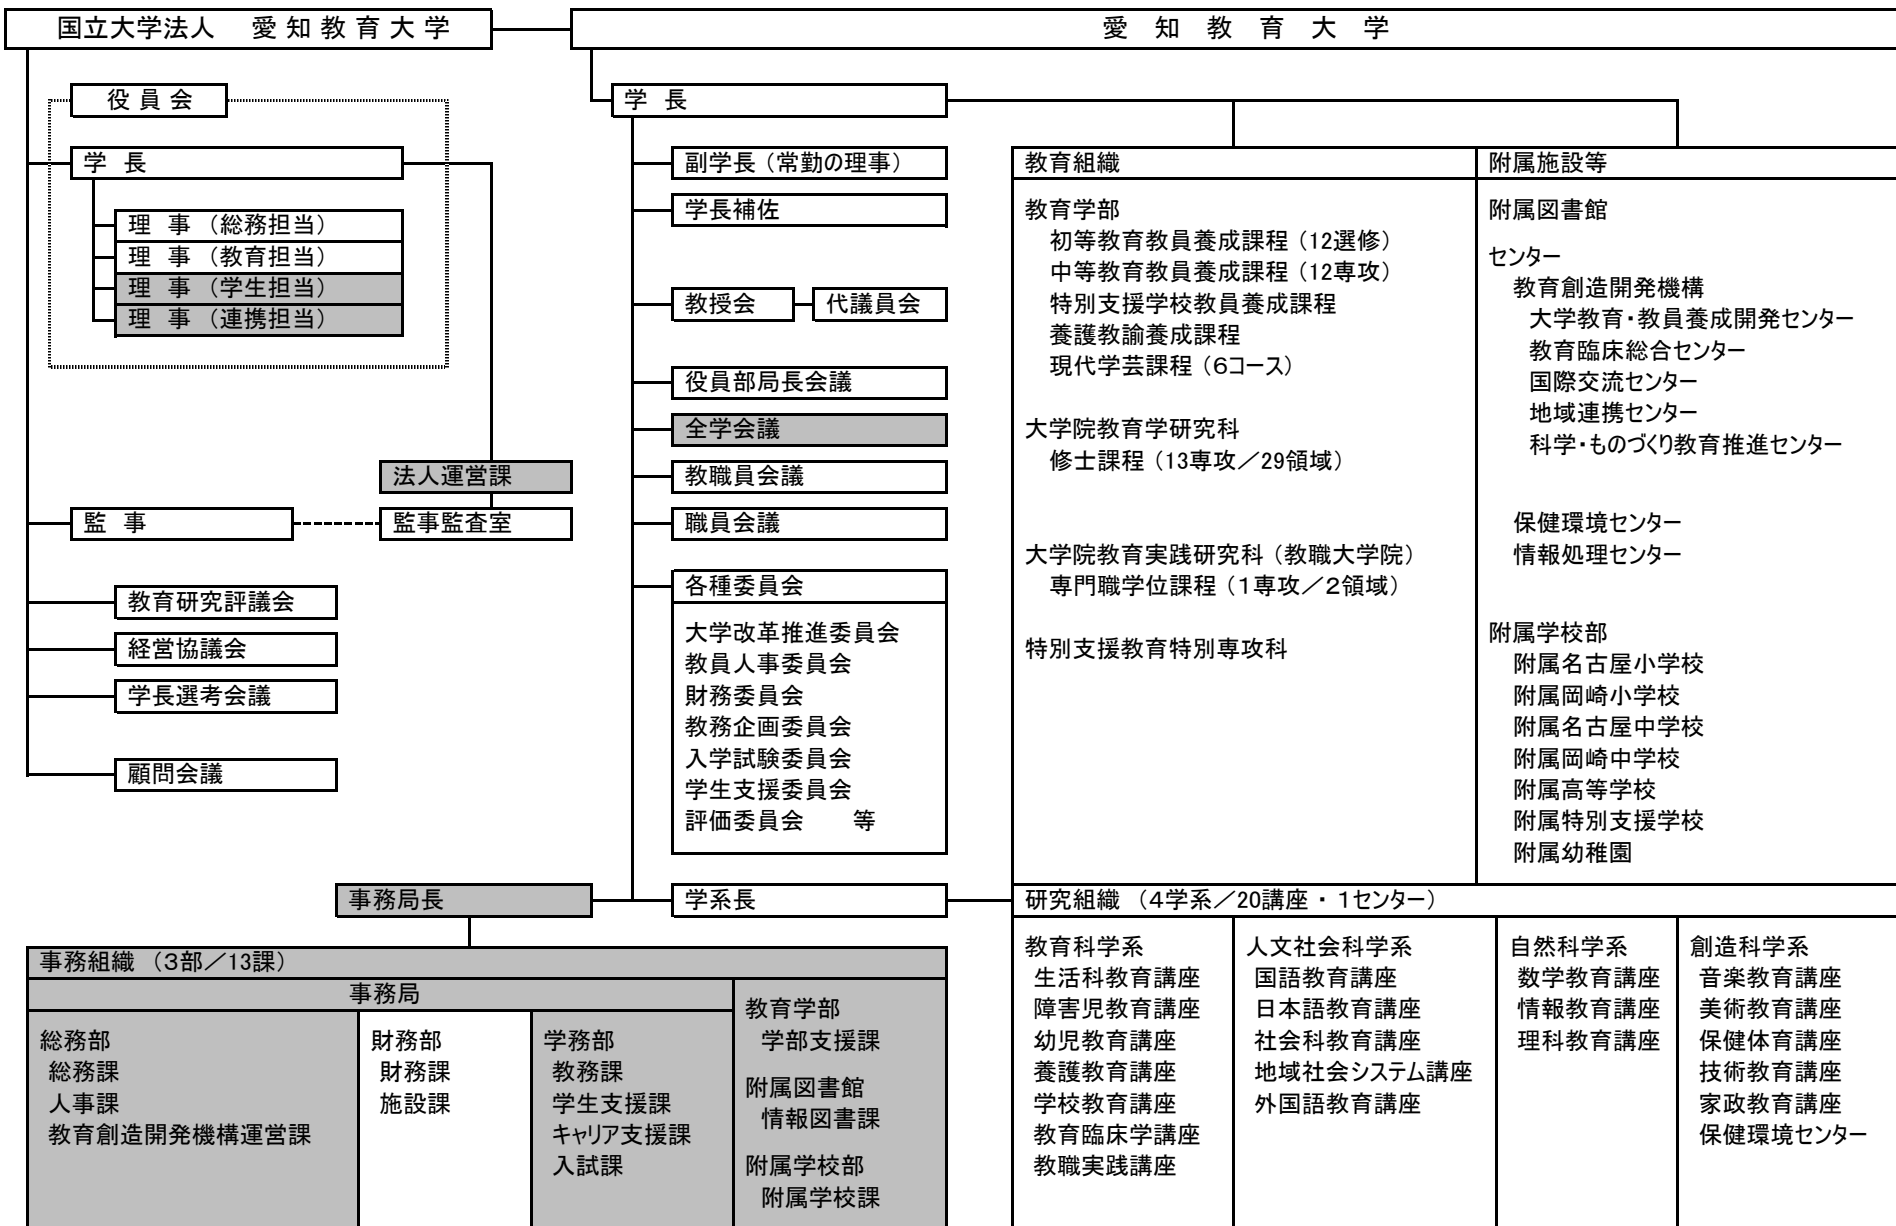 国立大学法人　愛知教育大学
愛知教育大学
役員会
学長
理事（総務担当）
理事（教育担当）
理事（学生担当）
理事（連携担当）
法人運営課
監事
監事監査室
教育研究評議会
経営協議会
学長選考会議
顧問会議
学長
副学長（常勤の理事）
学長補佐
教授会
代議員会
役員部局長会議
全学会議
教職員会議
職員会議
各種委員会
大学改革推進委員会
教員人事委員会
財務委員会
教務企画委員会
入学試験委員会
学生支援委員会
評価委員会　等
教育組織
教育学部
初等教育教員養成課程（12選修）
中等教育教員養成課程（12専攻）
特別支援学校教員養成課程
養護教諭養成課程
現代学芸課程（６コース）
大学院教育学研究科
修士課程（13専攻／29領域）
大学院教育実践研究科（教職大学院）
専門職学位課程（１専攻／２領域）
特別支援教育特別専攻科
附属施設等
附属図書館
センター
教育創造開発機構
大学教育・教員養成開発センター
教育臨床総合センター
国際交流センター
地域連携センター
科学・ものづくり教育推進センター
保健環境センター
情報処理センター
附属学校部
附属名古屋小学校
附属岡崎小学校
附属名古屋中学校
附属岡崎中学校
附属高等学校
附属特別支援学校
附属幼稚園
事務局長
学系長
研究組織（４学系／20講座・１センター）
教育科学系
生活科教育講座
障害児教育講座
幼児教育講座
養護教育講座
学校教育講座
教育臨床学講座
教職実践講座
人文社会科学系
国語教育講座
日本語教育講座
社会科教育講座
地域社会システム講座
外国語教育講座
自然科学系
数学教育講座
情報教育講座
理科教育講座
創造科学系
音楽教育講座
美術教育講座
保健体育講座
技術教育講座
家政教育講座
保健環境センター
事務組織（３部／13課）
事務局
総務部
総務課
人事課
教育創造開発機構運営課
財務部
財務課
施設課
学務部
教務課
学生支援課
キャリア支援課
入試課
教育学部
学部支援課
附属図書館
情報図書課
附属学校部
附属学校課